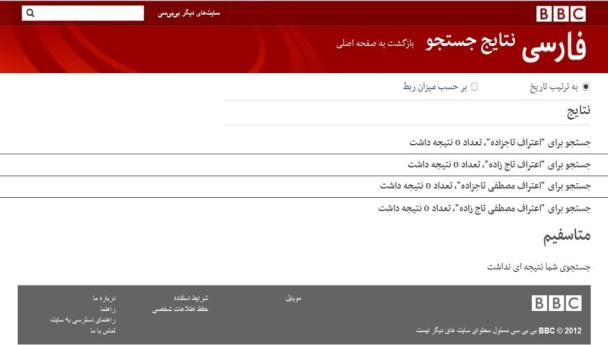 BBC
سایت‌های دیگر بی‌بی‌سی
فارسی نتایج جستجو بازگشت به صفحه اصلی
به ترتیب تاریخ بر حسب میزان ربط
نتایج
جستجو برای "اعتراف تاجزاده"، تعداد 0 نتیجه داشت
جستجو برای "اعتراف تاج زاده"، تعداد 0 نتیجه داشت
جستجو برای "اعتراف مصطفی تاجزاده"، تعداد 0 نتیجه داشت
جستجو برای "اعتراف مصطفی تاج زاده"، تعداد 0 نتیجه داشت
متاسفیم
جستجوی شما نتیجه ای نداشت
BBC
موبایل
شرایط استفاده
حفظ اطلاعات شخصی
درباره ما
راهنما
راهنمای دسترسی به سایت
تماس با ما
BBC © 2012 بی بی سی مسئول محتوای سایت های دیگر نیست